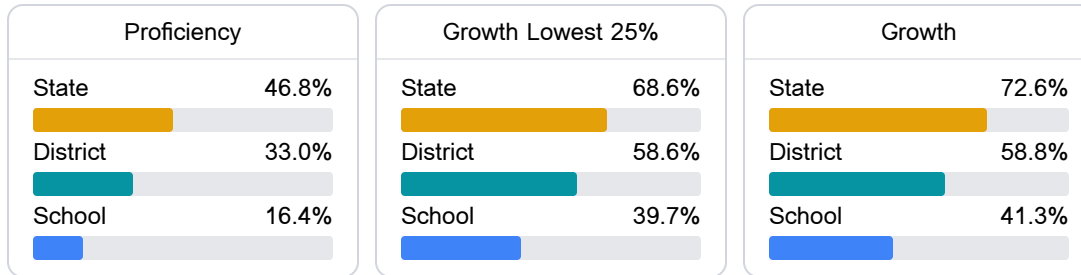 Proficiency
State 46.8%
District 33.0%
School 16.4%
Growth Lowest 25%
State 68.6%
District 58.6%
School 39.7%
Growth
State 72.6%
District 58.8%
School 41.3%